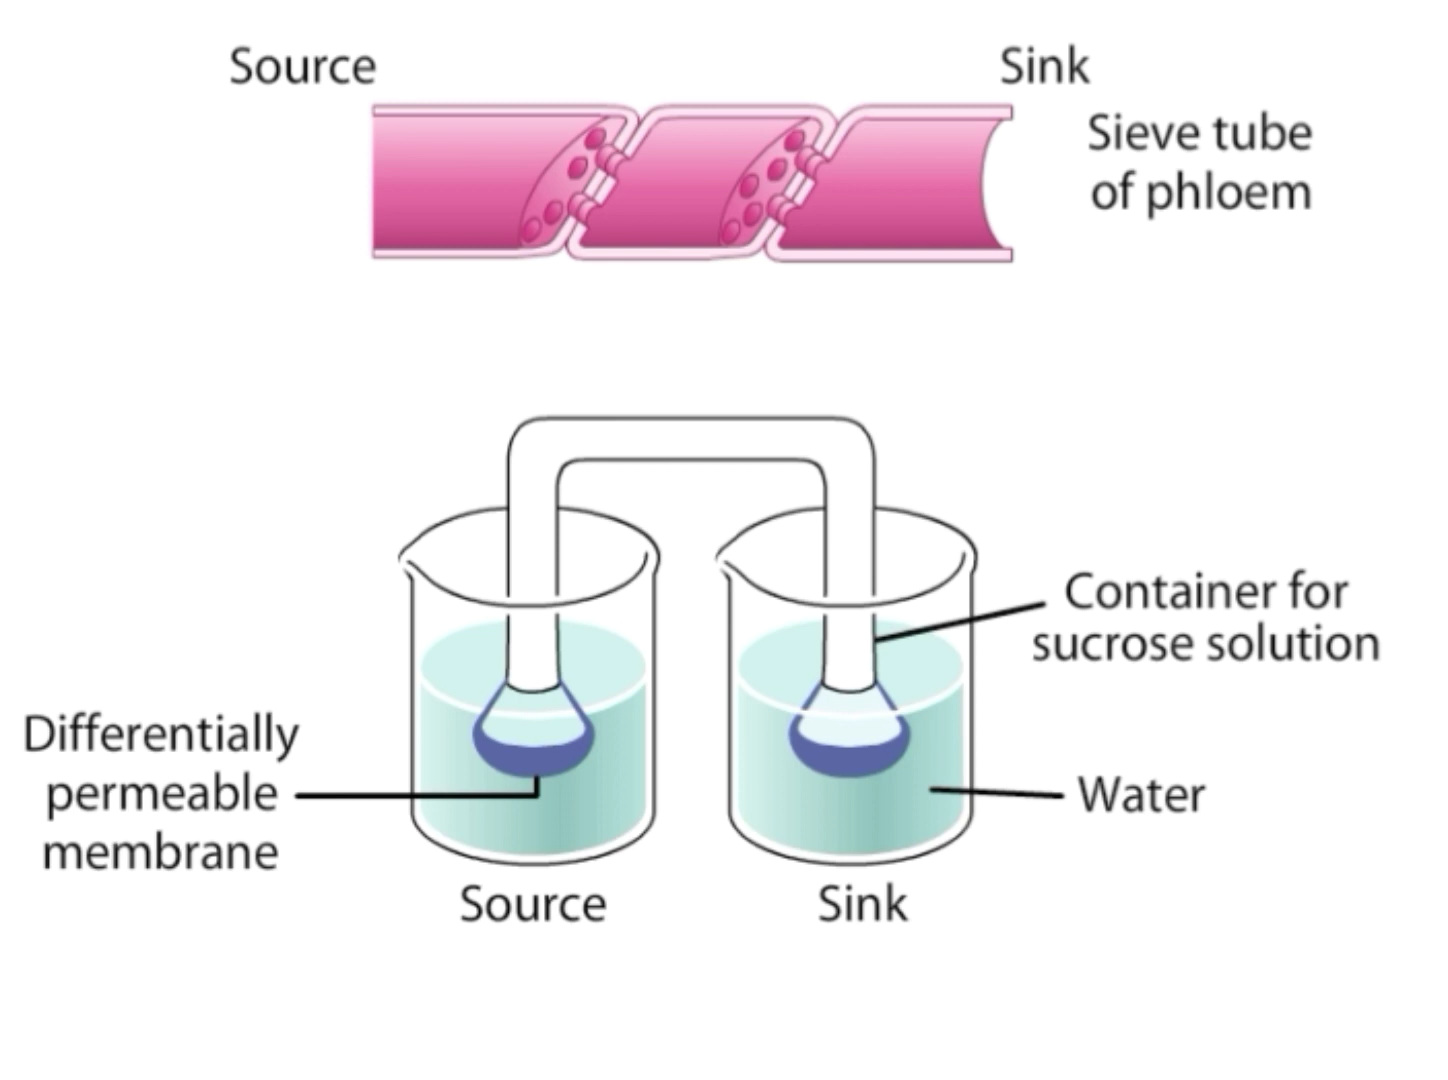 Source
Sink
Sieve tube
of phloem
Container for
sucrose solution
Differentially
permeable
membrane
Water
Source
Sink